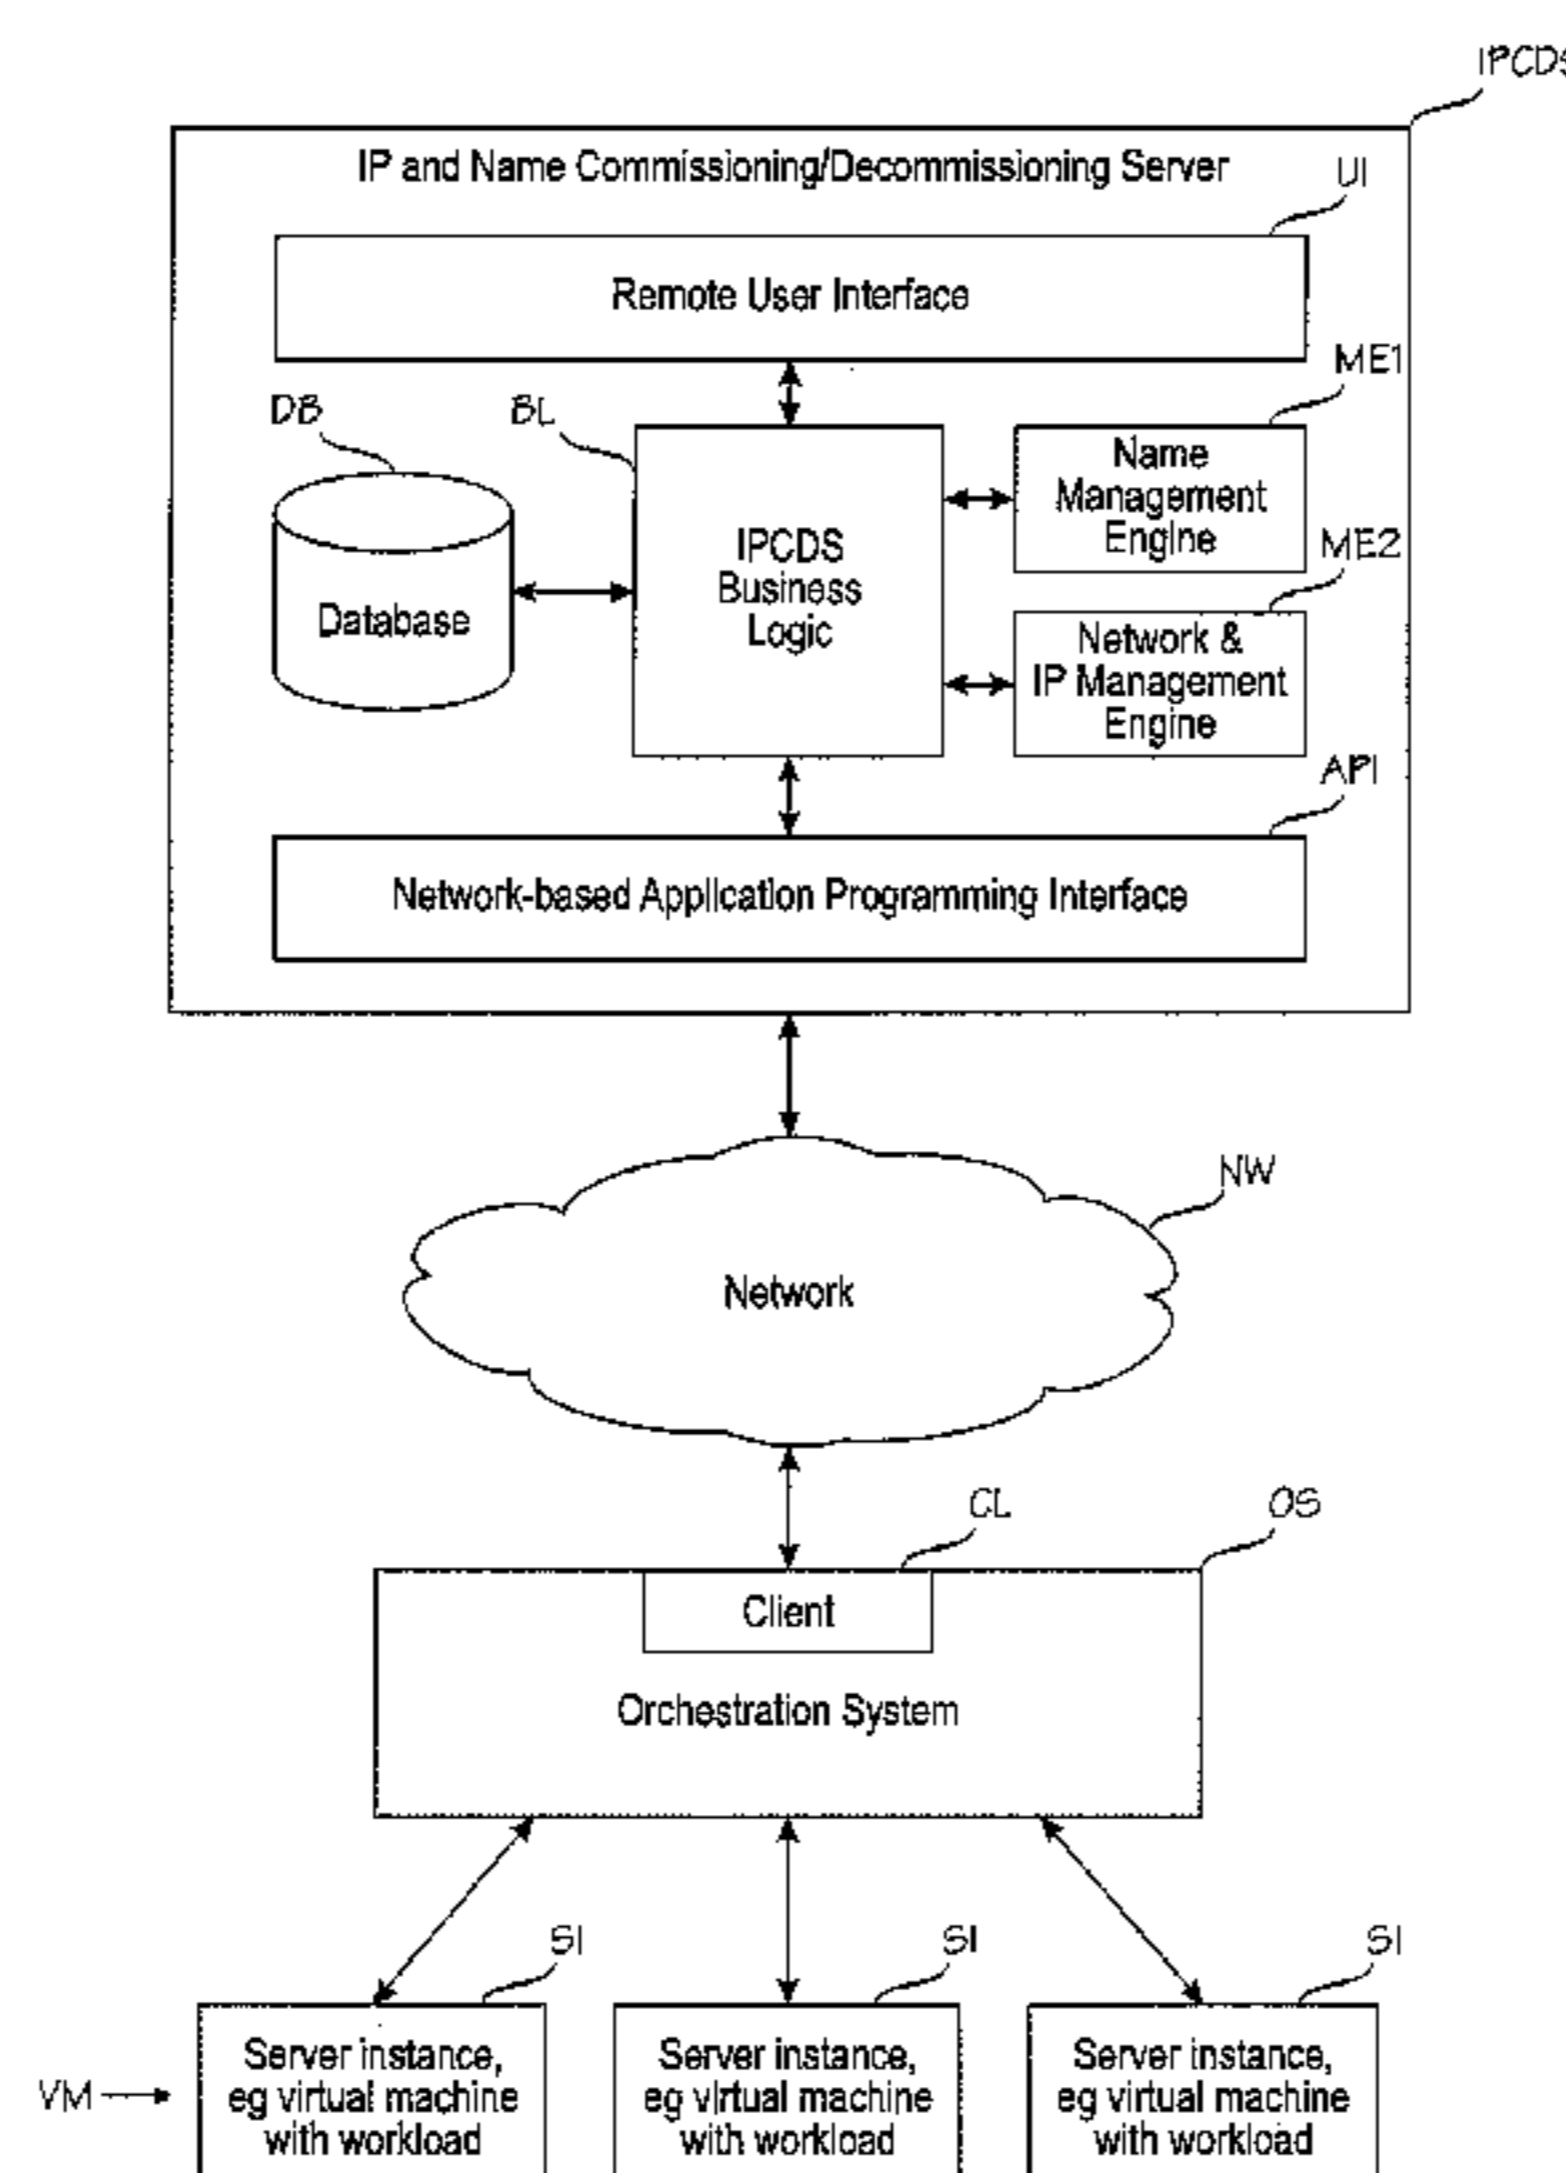 IPCDS
IP and Name Commissioning/Decommissioning Server
UI
Remote User Interface
ME1
DB
BL
Name
Management
Engine
ME2
IPCDS
Business
Logic
Database
Network &
IP Management
Engine
API
Network-based Application Programming Interface
NW
Network
CL
OS
Client
Orchestration System
SI
SI
SI
VM
Server instance,
eg virtual machine
with workload
Server instance,
eg virtual machine
with workload
Server instance,
eg virtual machine
with workload